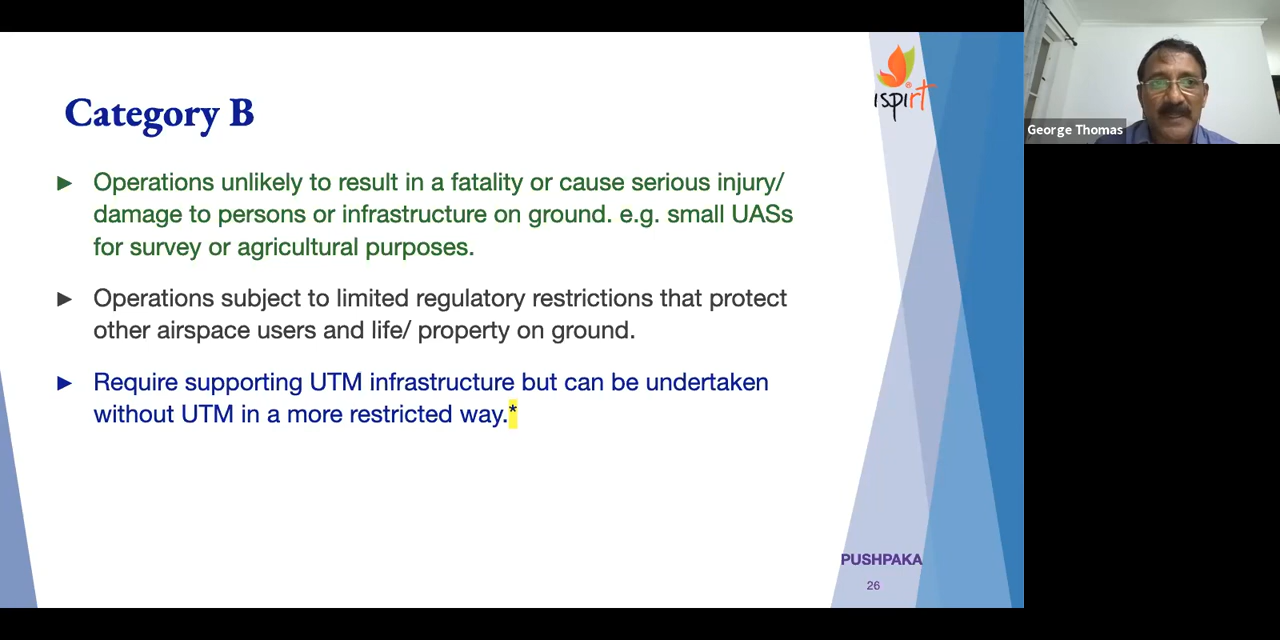 Category B
► Operations unlikely to result in a fatality or cause serious injury/
damage to persons or infrastructure on ground. e.g. small UASs
for survey or agricultural purposes.
► Operations subject to limited regulatory restrictions that protect
other airspace users and life/ property on ground.
► Require supporting UTM infrastructure but can be undertaken
without UTM in a more restricted way.*
ispirt
®
George Thomas
PUSHPAKA
26